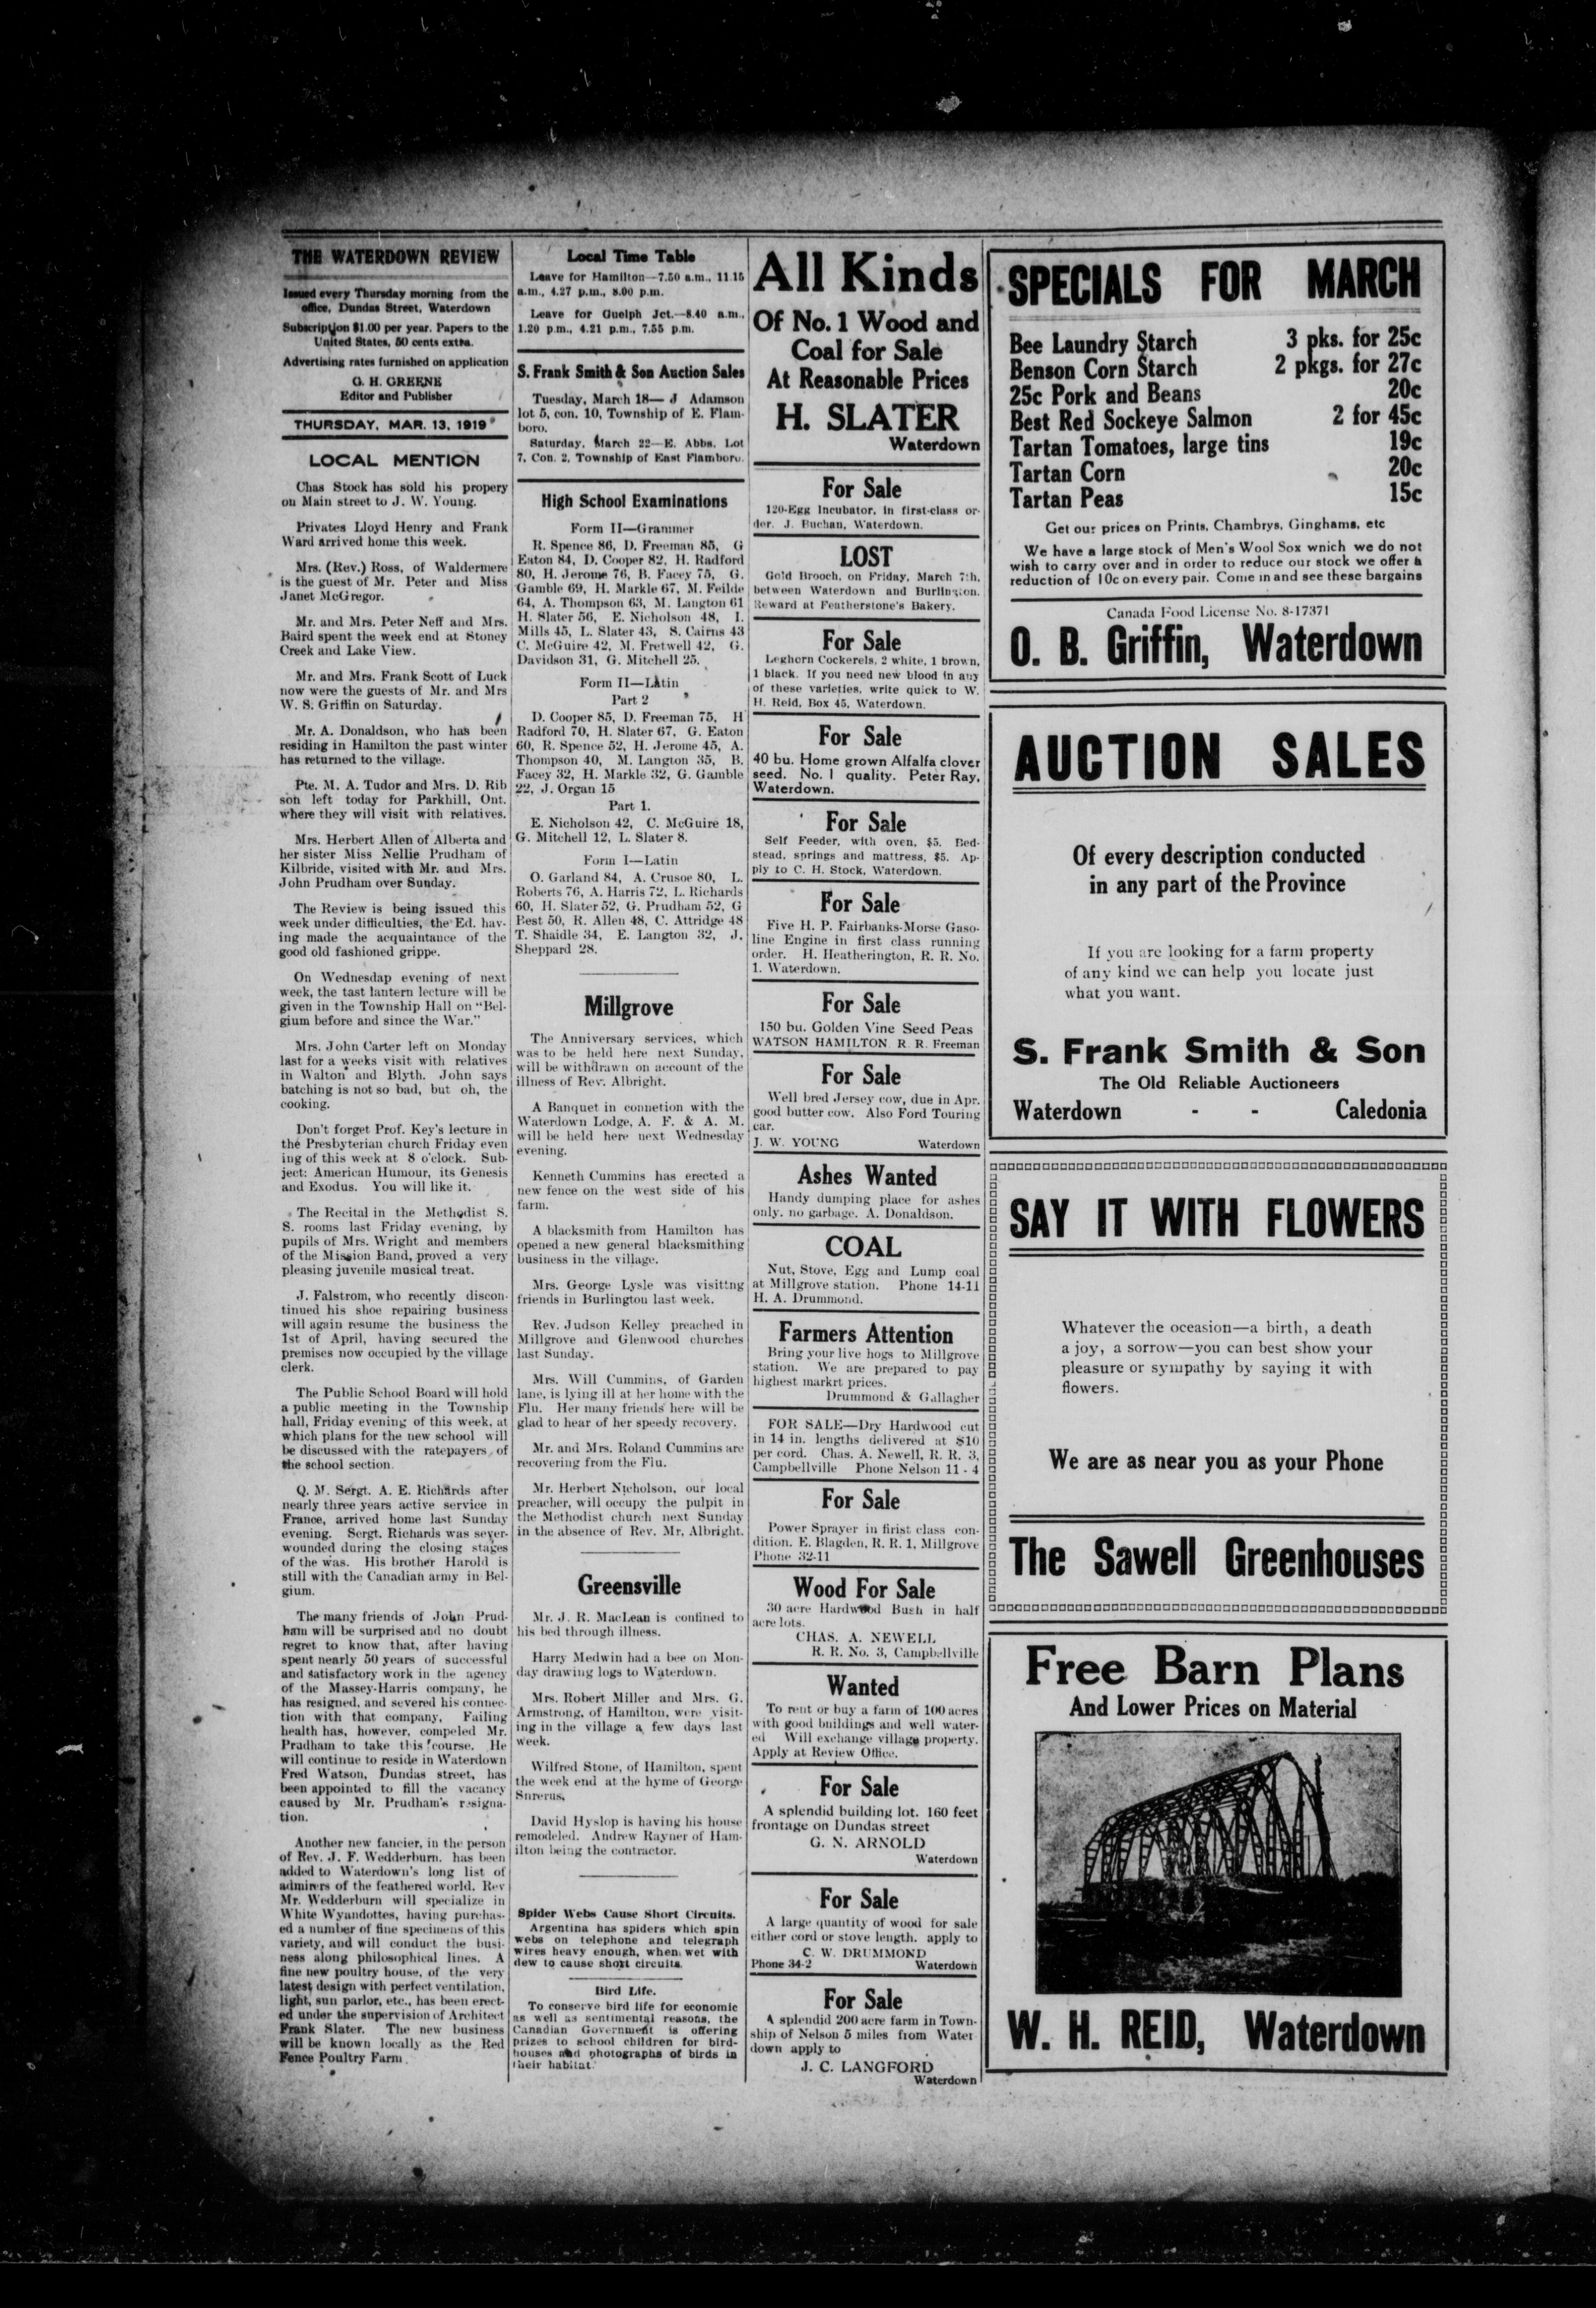 THE WATERDOWN REVIEW
Issued every Thursday morning from the
office, Dundas Street, Waterdown
Subscription $1.00 per year. Papers to the
United States, 50 cents extra.
Advertising rates furnished on application
G. H. GREENE
Editor and Publisher
THURSDAY, MAR. 13, 1919
LOCAL MENTION
Chas Stock has sold his propery
on Main street to J. W. Young.
Privates Lloyd Henry and Frank
Ward arrived home this week.
Mrs. (Rev.) Ross, of Waldermere
is the guest of Mr. Peter and Miss
Janet McGregor.
Mr. and Mrs. Peter Neff and Mrs.
Baird spent the week end at Stoney
Creek and Lake View.
Mr. and Mrs. Frank Scott of Luck
now were the guests of Mr. and Mrs
W. S. Griffin on Saturday.
Mr. A. Donaldson, who has been
residing in Hamilton the past winter
has returned to the village.
Pte. M. A. Tudor and Mrs. D. Rib
son left today for Parkhill, Ont.
where they will visit with relatives.
Mrs. Herbert Allen of Alberta and
her sister Miss Nellie Prudham of
Kilbride, visited with Mr. and Mrs.
John Prudham over Sunday.
The Review is being issued this
week under difficulties, the Ed. hav-
ing made the acquaintance of the
good old fashioned grippe.
On Wednesdap evening of next
week, the tast lantern lecture will be
given in the Township Hall on "Bel-
gium before and since the War."
Mrs. John Carter left on Monday
last for a weeks visit with relatives
in Walton and Blyth. John says
batching is not so bad, but oh, the
cooking.
Don't forget Prof. Key's lecture in
the Presbyterian church Friday even
ing of this week at 8 o'clock. Sub-
ject: American Humour, its Genesis
and Exodus. You will like it.
The Recital in the Methodist S.
S. rooms last Friday evening, by
pupils of Mrs. Wright and members
of the Mission Band, proved a very
pleasing juvenile musical treat.
J. Falstrom, who recently discon-
tinued his shoe repairing business
will again resume the business the
1st of April, having secured the
premises now occupied by the village
clerk.
The Public School Board will hold
a public meeting in the Township
hall, Friday evening of this week, at
which plans for the new school will
be discussed with the ratepayers of
the school section.
Q. M. Sergt. A. E. Richards after
nearly three years active service in
France, arrived home last Sunday
evening. Sergt. Richards was sever-
wounded during the closing stages
of the was. His brother Harold is
still with the Canadian army in Bel-
gium.
The many friends of John Prud-
ham will be surprised and no doubt
regret to know that, after having
spent nearly 50 years of successful
and satisfactory work in the agency
of the Massey-Harris company, he
has resigned, and severed his connec-
tion with that company. Failing
health has, however, compeled Mr.
Pradham to take this course. He
will continue to reside in Waterdown
Fred Watson, Dundas street, has
been appointed to fill the vacancy
caused by Mr. Prudham's resigna-
tion.
Another new fancier, in the person
of Rev. J. F. Wedderburn, has been
added to Waterdown's long list of
admirers of the feathered world. Rev
Mr. Wedderburn will specialize in
White Wyandottes, having purchas-
ed a number of fine specimens of this
variety, and will conduct the busi-
ness along philosophical lines. A
fine new poultry house, of the very
latest design with perfect ventilation,
light, sun parlor, etc., has been erect-
ed under the supervision of Architect
Frank Slater. The new business
will be known locally as the Red
Fence Poultry Farm.
Local Time Table
Leave for Hamilton—7.50 a.m., 11.15
a.m., 4.27 p.m., 8.00 p.m.
Leave for Guelph Jct.—8.40 a.m.,
1.20 p.m., 4.21 p.m., 7.55 p.m.
S. Frank Smith & Son Auction Sales
Tuesday, March 18— J Adamson
lot 5, con. 10, Township of E. Flam-
boro.
Saturday, March 22—E. Abbs, Lot
7, Con. 2, Township of East Flamboro.
High School Examinations
Form II—Grammer
R. Spence 86, D. Freeman 85, G
Eaton 84, D. Cooper 82, H. Radford
80, H. Jerome 76, B. Facey 75, G.
Gamble 69, H. Markle 67, M. Feilde
64, A. Thompson 63, M. Langton 61
H. Slater 56, E. Nicholson 48, I.
Mills 45, L. Slater 43, S. Cairns 43
C. McGuire 42, M. Fretwell 42, G.
Davidson 31, G. Mitchell 25.
Form II—Latin
Part 2
D. Cooper 85, D. Freeman 75, H
Radford 70, H. Slater 67, G. Eaton
60, R. Spence 52, H. Jerome 45, A.
Thompson 40, M. Langton 35, B.
Facey 32, H. Markle 32, G. Gamble
22, J. Organ 15
Part 1.
E. Nicholson 42, C. McGuire 18,
G. Mitchell 12, L. Slater 8.
Form I—Latin
O. Garland 84, A. Crusoe 80, L.
Roberts 76, A. Harris 72, L. Richards
60, H. Slater 52, G. Prudham 52, G
Best 50, R. Allen 48, C. Attridge 48
T. Shaidle 34, E. Langton 32, J.
Sheppard 28.
Millgrove
The Anniversary services, which
was to be held here next Sunday,
will be withdrawn on account of the
illness of Rev. Albright.
A Banquet in connetion with the
Waterdown Lodge, A. F. & A. M.
will be held here next Wednesday
evening.
Kenneth Cummins has erected a
new fence on the west side of his
farm.
A blacksmith from Hamilton has
opened a new general blacksmithing
business in the village.
Mrs. George Lysle was visittng
friends in Burlington last week.
Rev. Judson Kelley preached in
Millgrove and Glenwood churches
last Sunday.
Mrs. Will Cummins, of Garden
lane, is lying ill at her home with the
Flu. Her many friends here will be
glad to hear of her speedy recovery.
Mr. and Mrs. Roland Cummins are
recovering from the Flu.
Mr. Herbert Nicholson, our local
preacher, will occupy the pulpit in
the Methodist church next Sunday
in the absence of Rev. Mr. Albright.
Greensville
Mr. J. R. MacLean is confined to
his bed through illness.
Harry Medwin had a bee on Mon-
day drawing logs to Waterdown.
Mrs. Robert Miller and Mrs. G.
Armstrong, of Hamilton, were visit-
ing in the village a few days last
week.
Wilfred Stone, of Hamilton, spent
the week end at the hyme of George
Surerus.
David Hyslop is having his house
remodeled. Andrew Rayner of Ham-
ilton being the contractor.
Spider Webs Cause Short Circuits.
Argentina has spiders which spin
webs on telephone and telegraph
wires heavy enough, when wet with
dew to cause short circuits.
Bird Life.
To conserve bird life for economic
as well as sentimental reasons, the
Canadian Government is offering
prizes to school children for bird-
houses and photographs of birds in
their habitat.
All Kinds
Of No. 1 Wood and
Coal for Sale
At Reasonable Prices
H. SLATER
Waterdown
For Sale
120-Egg Incubator, in first-class or-
der. J. Buchan, Waterdown.
LOST
Gold Brooch, on Friday, March 7th,
between Waterdown and Burlington.
Reward at Featherstone's Bakery.
For Sale
Leghorn Cockerels, 2 white, 1 brown,
1 black. If you need new blood in any
of these varieties, write quick to W.
H. Reid, Box 45, Waterdown.
For Sale
40 bu. Home grown Alfalfa clover
seed. No. 1 quality. Peter Ray,
Waterdown.
For Sale
Self Feeder, with oven, $5. Bed-
stead, springs and mattress, $5. Ap-
ply to C. H. Stock, Waterdown.
For Sale
Five H. P. Fairbanks-Morse Gaso-
line Engine in first class running
order. H. Heatherington, R. R. No.
1. Waterdown.
For Sale
150 bu. Golden Vine Seed Peas
WATSON HAMILTON R. R. Freeman
For Sale
Well bred Jersey cow, due in Apr.
good butter cow. Also Ford Touring
car.
J. W. YOUNG Waterdown
Ashes Wanted
Handy dumping place for ashes
only, no garbage. A. Donaldson.
COAL
Nut, Stove, Egg and Lump coal
at Millgrove station. Phone 14-11
H. A. Drummond.
Farmers Attention
Bring your live hogs to Millgrove
station. We are prepared to pay
highest markrt prices.
Drummond & Gallagher
FOR SALE—Dry Hardwood cut
in 14 in. lengths delivered at $10
per cord. Chas. A. Newell, R. R. 3,
Campbellville Phone Nelson 11 - 4
For Sale
Power Sprayer in firist class con-
dition. E. Blagden, R. R. 1, Millgrove
Phone 32-11
Wood For Sale
30 acre Hardwood Bush in half
acre lots.
CHAS. A. NEWELL
R. R. No. 3, Campbellville
Wanted
To rent or buy a farm of 100 acres
with good buildings and well water-
ed Will exchange village property.
Apply at Review Office.
For Sale
A splendid building lot. 160 feet
frontage on Dundas street
G. N. ARNOLD
Waterdown
For Sale
A large quantity of wood for sale
either cord or stove length. apply to
C. W. DRUMMOND
Phone 34-2 Waterdown
For Sale
A splendid 200 acre farm in Town-
ship of Nelson 5 miles from Water
down apply to
J. C. LANGFORD
Waterdown
SPECIALS FOR MARCH
Bee Laundry Starch 3 pks. for 25c
Benson Corn Starch 2 pkgs. for 27c
25c Pork and Beans 20c
Best Red Sockeye Salmon 2 for 45c
Tartan Tomatoes, large tins 19c
Tartan Corn 20c
Tartan Peas 15c
Get our prices on Prints, Chambrys, Ginghams, etc
We have a large stock of Men's Wool Sox wnich we do not
wish to carry over and in order to reduce our stock we offer a
reduction of 10c on every pair. Come in and see these bargains
Canada Food License No. 8-17371
O. B. Griffin, Waterdown
AUCTION SALES
Of every description conducted
in any part of the Province
If you are looking for a farm property
of any kind we can help you locate just
what you want.
S. Frank Smith & Son
The Old Reliable Auctioneers
Waterdown - - Caledonia
SAY IT WITH FLOWERS
Whatever the oceasion—a birth, a death
a joy, a sorrow—you can best show your
pleasure or sympathy by saying it with
flowers.
We are as near you as your Phone
The Sawell Greenhouses
Free Barn Plans
And Lower Prices on Material
W. H. REID, Waterdown